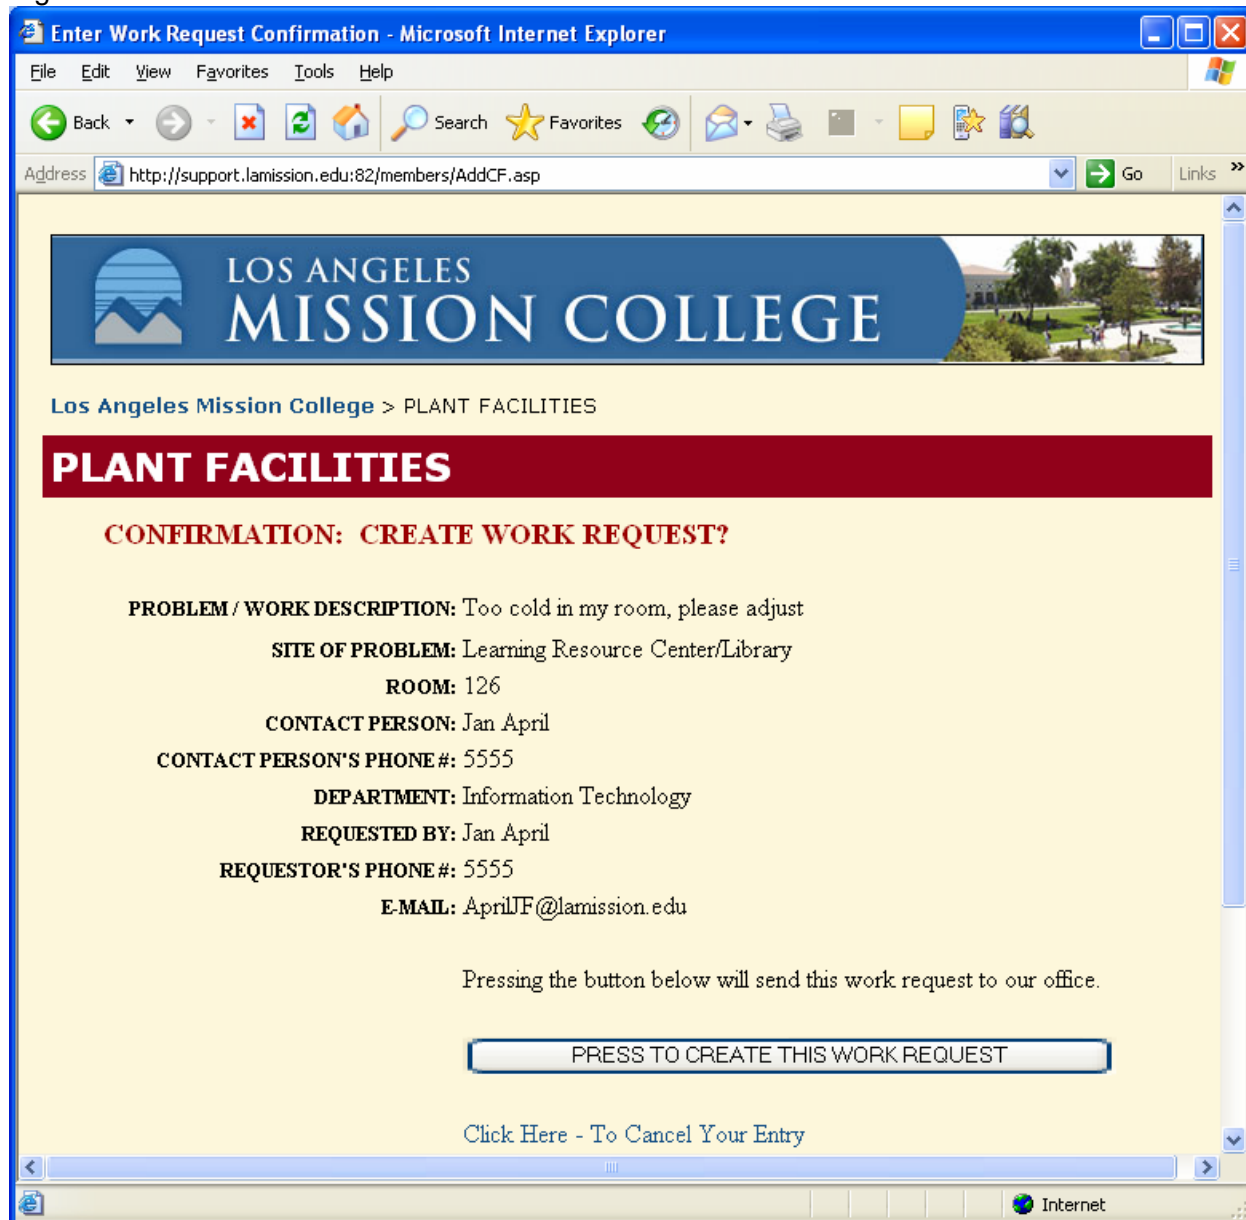 Enter Work Request Confirmation - Microsoft Internet Explorer
File Edit View Favorites Tools Help
Back Search Favorites
Address http://support.lamission.edu:82/members/AddCF.asp Go Links »
LOS ANGELES
MISSION COLLEGE
Los Angeles Mission College > PLANT FACILITIES
PLANT FACILITIES
CONFIRMATION: CREATE WORK REQUEST?
PROBLEM / WORK DESCRIPTION: Too cold in my room, please adjust
SITE OF PROBLEM: Learning Resource Center/Library
ROOM: 126
CONTACT PERSON: Jan April
CONTACT PERSON'S PHONE #: 5555
DEPARTMENT: Information Technology
REQUESTED BY: Jan April
REQUESTOR'S PHONE #: 5555
E-MAIL: AprilJF@lamission.edu
Pressing the button below will send this work request to our office.
PRESS TO CREATE THIS WORK REQUEST
Click Here - To Cancel Your Entry
Internet